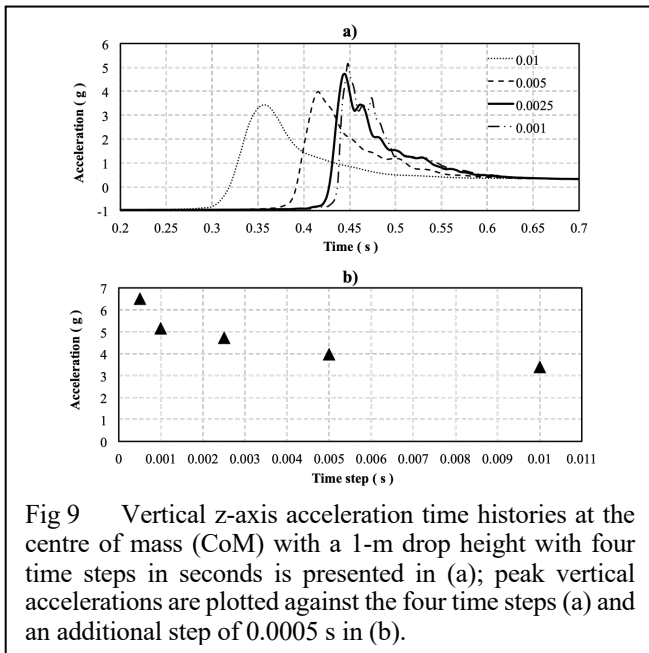 a)
Acceleration ( g )
6
5
4
3
2
1
0
-1
0.01
0.005
0.0025
0.001
0.2 0.25 0.3 0.35 0.4 0.45 0.5 0.55 0.6 0.65 0.7
Time ( s )
b)
Acceleration ( g )
7
6
5
4
3
2
1
0
0 0.001 0.002 0.003 0.004 0.005 0.006 0.007 0.008 0.009 0.01 0.011
Time step ( s )
Fig 9 Vertical z-axis acceleration time histories at the
centre of mass (CoM) with a 1-m drop height with four
time steps in seconds is presented in (a); peak vertical
accelerations are plotted against the four time steps (a) and
an additional step of 0.0005 s in (b).